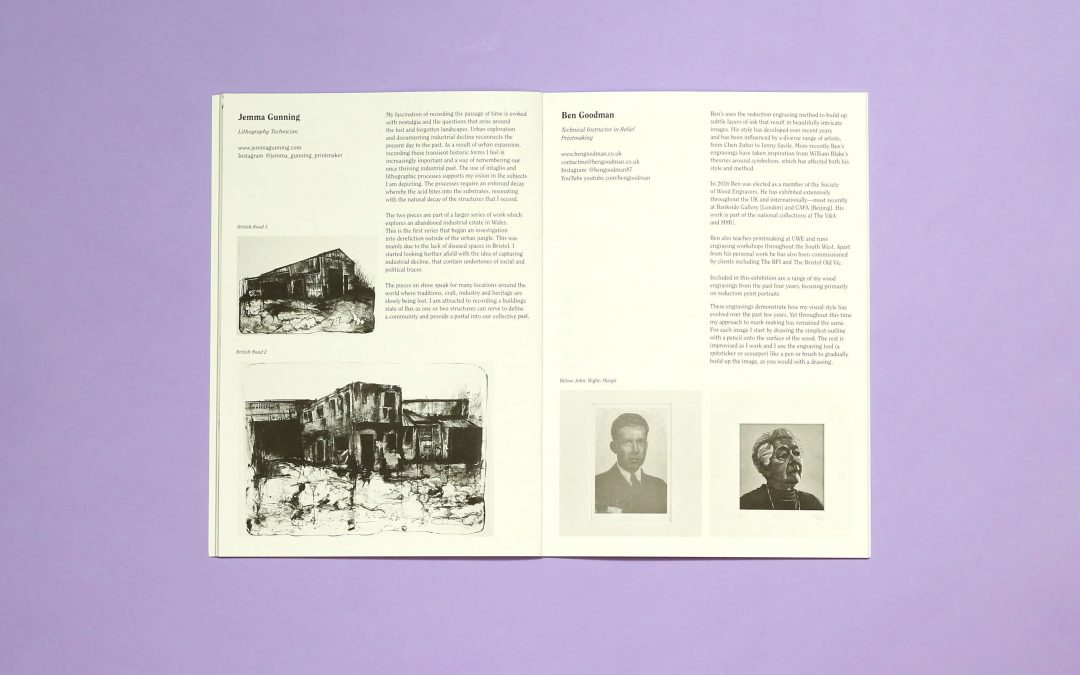 Jemma Gunning
Lithography Technician
www.jemmagunning.com
Instagram @jemma_gunning_printmaker
My fascination of recording the passage of time is evoked
with nostalgia and the questions that arise around
the lost and forgotten landscapes. Urban exploration
and documenting industrial decline reconnects the
present day to the past. As a result of urban expansion,
recording these transient historic forms I feel is
increasingly important and a way of remembering our
once thriving industrial past. The use of intaglio and
lithographic processes supports my vision in the subjects
I am depicting. The processes require an enforced decay
whereby the acid bites into the substrates, resonating
with the natural decay of the structures that I record.
The two pieces are part of a larger series of work which
explores an abandoned industrial estate in Wales.
This is the first series that began an investigation
into dereliction outside of the urban jungle. This was
mainly due to the lack of disused spaces in Bristol. I
started looking further afield with the idea of capturing
industrial decline, that contain undertones of social and
political traces.
The pieces on show speak for many locations around the
world where traditions, craft, industry and heritage are
slowly being lost. I am attracted to recording a buildings
state of flux as one or two structures can serve to define
a community and provide a portal into our collective past.
British Road 1
British Road 2
Ben Goodman
Technical Instructor in Relief
Printmaking
www.bengoodman.co.uk
contactme@bengoodman.co.uk
Instagram @bengoodman87
YouTube youtube.com/bengoodman
Ben's uses the reduction engraving method to build up
subtle layers of ink that result in beautifully intricate
images. His style has developed over recent years
and has been influenced by a diverse range of artists,
from Chen Zuhai to Jenny Savile. More recently Ben's
engravings have taken inspiration from William Blake's
theories around symbolism, which has affected both his
style and method.
In 2016 Ben was elected as a member of the Society
of Wood Engravers. He has exhibited extensively
throughout the UK and internationally—most recently
at Bankside Gallery [London] and CAFA [Beijing]. His
work is part of the national collections at The V&A
and MMU.
Ben also teaches printmaking at UWE and runs
engraving workshops throughout the South West. Apart
from his personal work he has also been commissioned
by clients including The BFI and The Bristol Old Vic.
Included in this exhibition are a range of my wood
engravings from the past four years, focusing primarily
on reduction print portraits
These engravings demonstrate how my visual style has
evolved over the past few years. Yet throughout this time
my approach to mark-making has remained the same.
For each image I start by drawing the simplest outline
with a pencil onto the surface of the wood. The rest is
improvised as I work and I use the engraving tool (a
spitsticker or scourper) like a pen or brush to gradually
build up the image, as you would with a drawing.
Below: John. Right: Margit